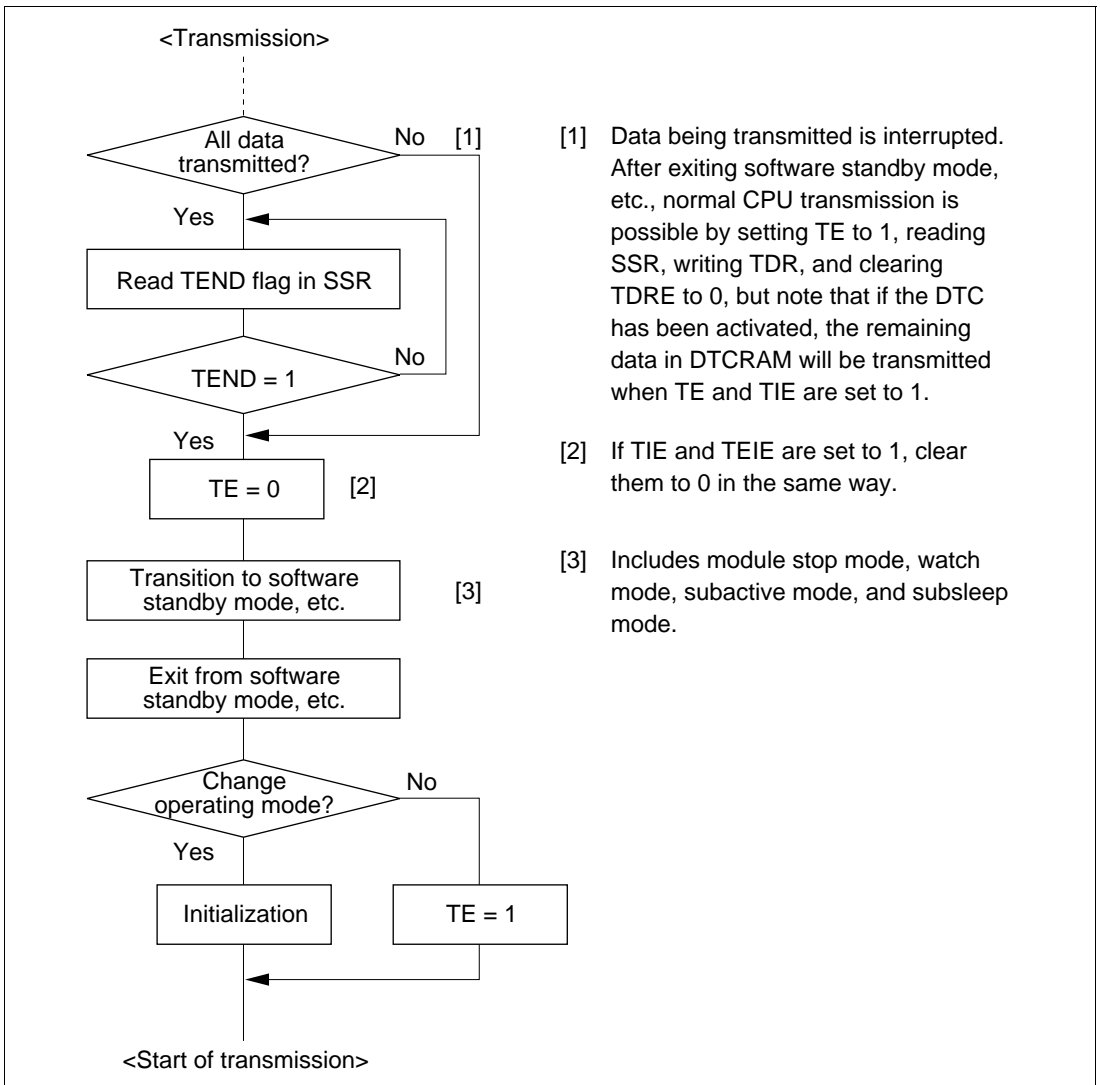 <Transmission>
All data
transmitted?
No
[1]
Yes
Read TEND flag in SSR
No
TEND = 1
Yes
TE = 0
[2]
Transition to software
standby mode, etc.
[3]
Exit from software
standby mode, etc.
Change
operating mode?
No
Yes
Initialization
TE = 1
<Start of transmission>
[1] Data being transmitted is interrupted.
After exiting software standby mode,
etc., normal CPU transmission is
possible by setting TE to 1, reading
SSR, writing TDR, and clearing
TDRE to 0, but note that if the DTC
has been activated, the remaining
data in DTCRAM will be transmitted
when TE and TIE are set to 1.
[2] If TIE and TEIE are set to 1, clear
them to 0 in the same way.
[3] Includes module stop mode, watch
mode, subactive mode, and subsleep
mode.